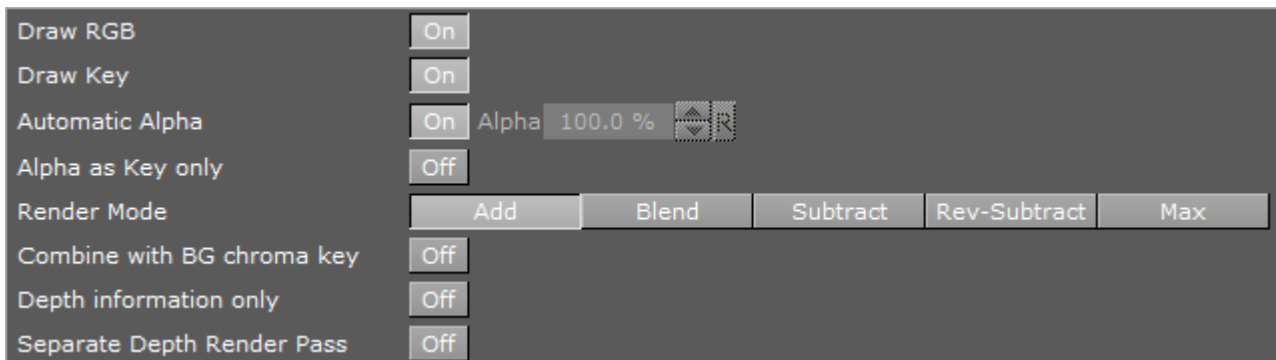 Draw RGB On
Draw Key On
Automatic Alpha On Alpha 100.0 % R
Alpha as Key only Off
Render Mode Add Blend Subtract Rev-Subtract Max
Combine with BG chroma key Off
Depth information only Off
Separate Depth Render Pass Off